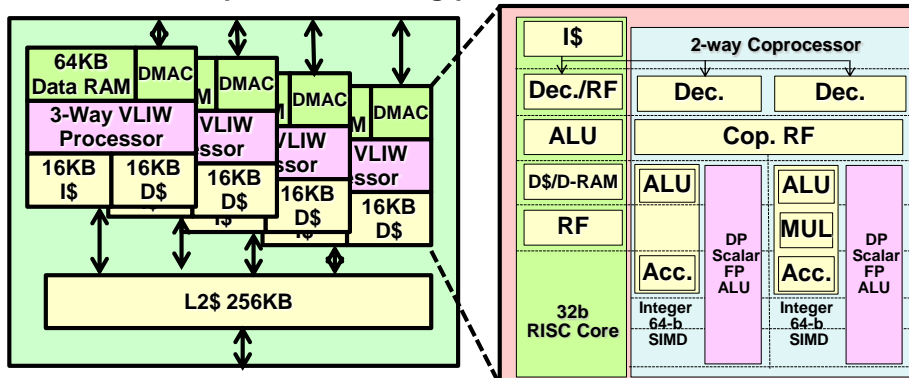 64KB
Data RAM
DMAC
3-Way VLIW
Processor
16KB
I$
16KB
D$
M
DMAC
VLIW
ssor
16KB
D$
M
DMAC
VLIW
ssor
16KB
D$
I$
M
DMAC
VLIW
ssor
16KB
D$
I$
L2$ 256KB
I$
2-way Coprocessor
Dec./RF
Dec.
Dec.
ALU
Cop. RF
D$/D-RAM
ALU
ALU
RF
MUL
DP
Scalar
FP
ALU
DP
Scalar
FP
ALU
Acc.
Acc.
32b
RISC Core
Integer
64-b
SIMD
Integer
64-b
SIMD